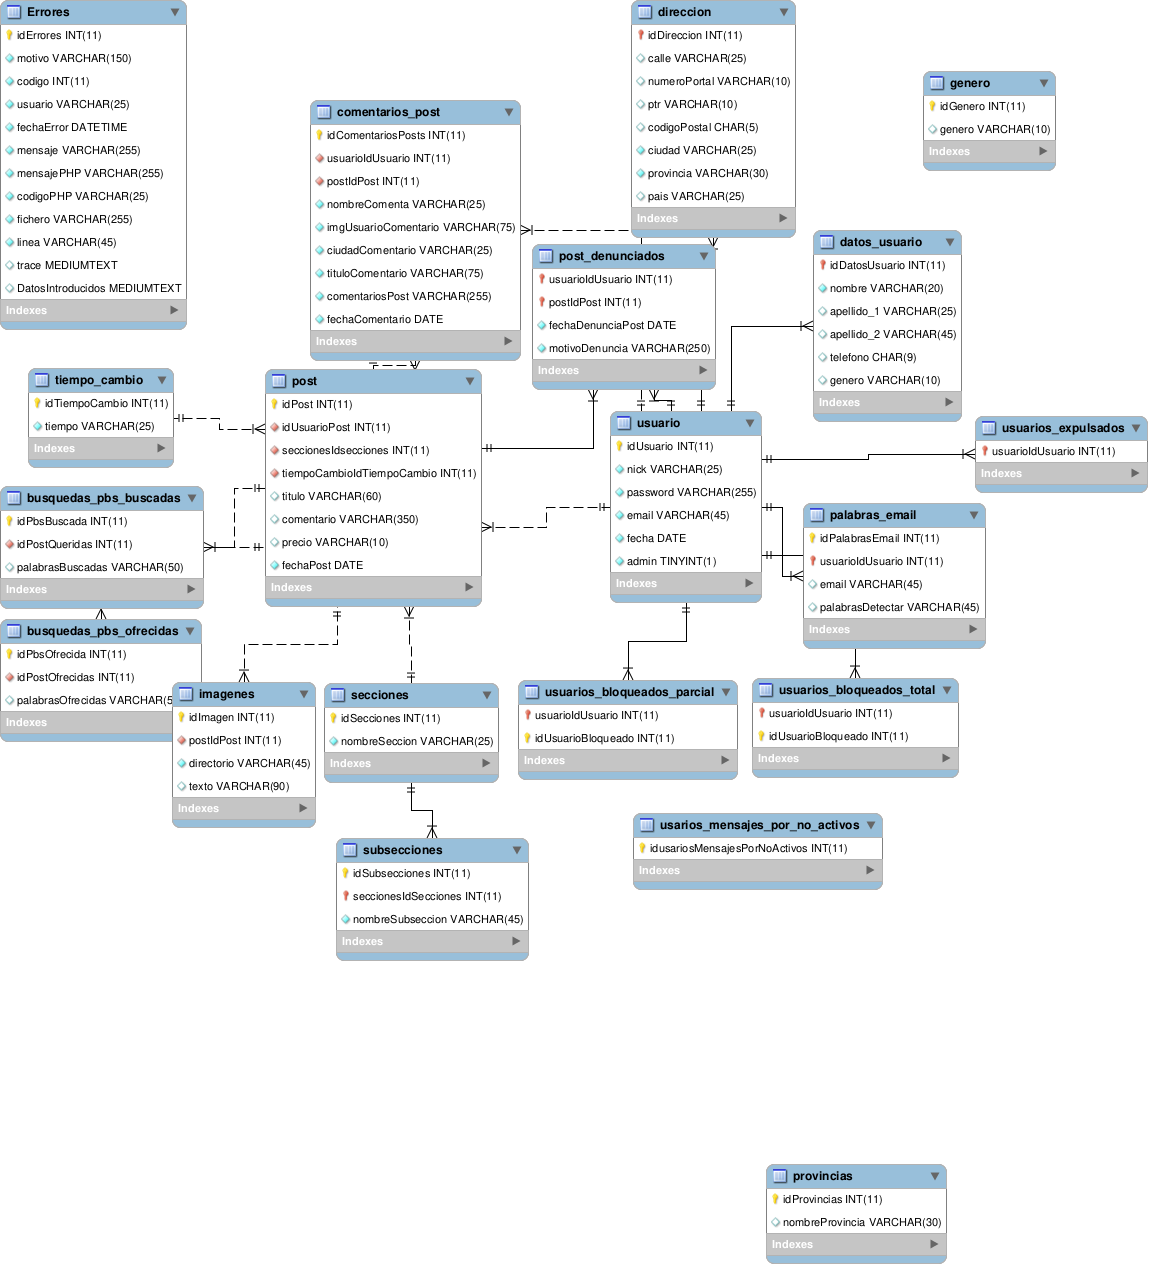 Errores
idErrores INT(11)
motivo VARCHAR(150)
codigo INT(11)
usuario VARCHAR(25)
fechaError DATETIME
mensaje VARCHAR(255)
mensajePHP VARCHAR(255)
codigoPHP VARCHAR(25)
fichero VARCHAR(255)
linea VARCHAR(45)
trace MEDIUMTEXT
DatosIntroducidos MEDIUMTEXT
Indexes
direccion
idDireccion INT(11)
calle VARCHAR(25)
numeroPortal VARCHAR(10)
ptr VARCHAR(10)
codigoPostal CHAR(5)
ciudad VARCHAR(25)
provincia VARCHAR(30)
pais VARCHAR(25)
Indexes
genero
idGenero INT(11)
genero VARCHAR(10)
Indexes
comentarios_post
idComentariosPosts INT(11)
usuarioIdUsuario INT(11)
postIdPost INT(11)
nombreComenta VARCHAR(25)
imgUsuarioComentario VARCHAR(75)
ciudadComentario VARCHAR(25)
tituloComentario VARCHAR(75)
comentariosPost VARCHAR(255)
fechaComentario DATE
Indexes
post_denunciados
usuarioIdUsuario INT(11)
postIdPost INT(11)
fechaDenunciaPost DATE
motivoDenuncia VARCHAR(250)
Indexes
datos_usuario
idDatosUsuario INT(11)
nombre VARCHAR(20)
apellido_1 VARCHAR(25)
apellido_2 VARCHAR(45)
telefono CHAR(9)
genero VARCHAR(10)
Indexes
tiempo_cambio
idTiempoCambio INT(11)
tiempo VARCHAR(25)
Indexes
post
idPost INT(11)
idUsuarioPost INT(11)
seccionesIdsecciones INT(11)
tiempoCambioIdTiempoCambio INT(11)
titulo VARCHAR(60)
comentario VARCHAR(350)
precio VARCHAR(10)
fechaPost DATE
Indexes
usuario
idUsuario INT(11)
nick VARCHAR(25)
password VARCHAR(255)
email VARCHAR(45)
fecha DATE
admin TINYINT(1)
Indexes
usuarios_expulsados
usuarioIdUsuario INT(11)
Indexes
busquedas_pbs_buscadas
idPbsBuscada INT(11)
idPostQueridas INT(11)
palabrasBuscadas VARCHAR(50)
Indexes
palabras_email
idPalabrasEmail INT(11)
usuarioIdUsuario INT(11)
email VARCHAR(45)
palabrasDetectar VARCHAR(45)
Indexes
busquedas_pbs_ofrecidas
idPbsOfrecida INT(11)
idPostOfrecidas INT(11)
palabrasOfrecidas VARCHAR(5
Indexes
imagenes
idImagen INT(11)
postIdPost INT(11)
directorio VARCHAR(45)
texto VARCHAR(90)
Indexes
secciones
idSecciones INT(11)
nombreSeccion VARCHAR(25)
Indexes
usuarios_bloqueados_parcial
usuarioIdUsuario INT(11)
idUsuarioBloqueado INT(11)
Indexes
usuarios_bloqueados_total
usuarioIdUsuario INT(11)
idUsuarioBloqueado INT(11)
Indexes
subsecciones
idSubsecciones INT(11)
seccionesIdSecciones INT(11)
nombreSubseccion VARCHAR(45)
Indexes
usarios_mensajes_por_no_activos
idusariosMensajesPorNoActivos INT(11)
Indexes
provincias
idProvincias INT(11)
nombreProvincia VARCHAR(30)
Indexes